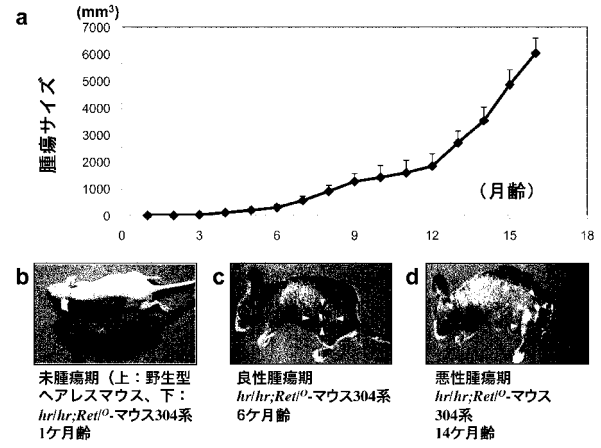 a
(mm³)
7000
6000
5000
4000
3000
2000
1000
0
腫瘍サイズ
(月齢)
0 3 6 9 12 15 18
b
未腫瘍期（上：野生型
ヘアレスマウス、下：
hr/hr;Ret/O-マウス304系
1ケ月齢
c
良性腫瘍期
hr/hr;Ret/O-マウス304系
6ケ月齢
d
悪性腫瘍期
hr/hr;Ret/O-マウス
304系
14ケ月齢